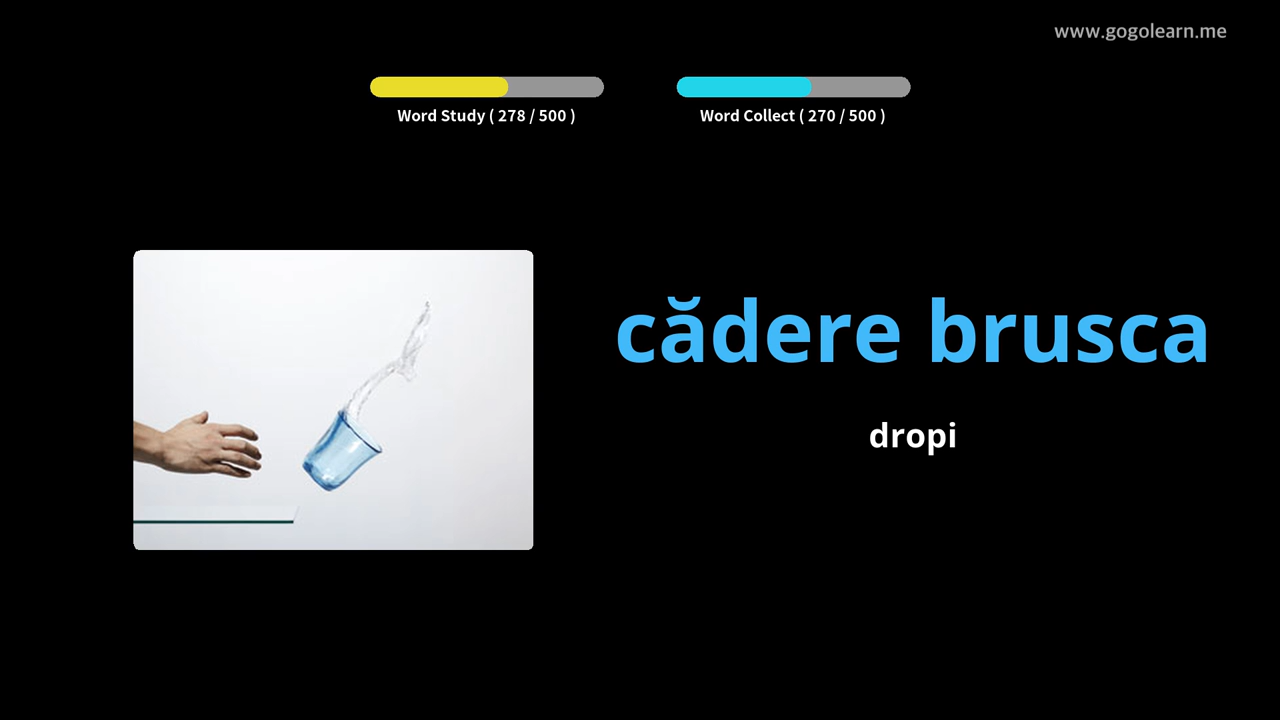 www.gogolearn.me
Word Study ( 278 / 500 )
Word Collect ( 270 / 500 )
cădere brusca
dropi